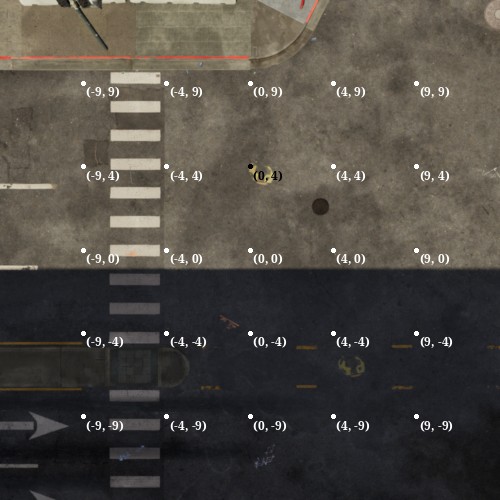 (-9, 9) (-4, 9) (0, 9) (4, 9) (9, 9)
(-9, 4) (-4, 4) (0, 4) (4, 4) (9, 4)
(-9, 0) (-4, 0) (0, 0) (4, 0) (9, 0)
(-9, -4) (-4, -4) (0, -4) (4, -4) (9, -4)
(-9, -9) (-4, -9) (0, -9) (4, -9) (9, -9)